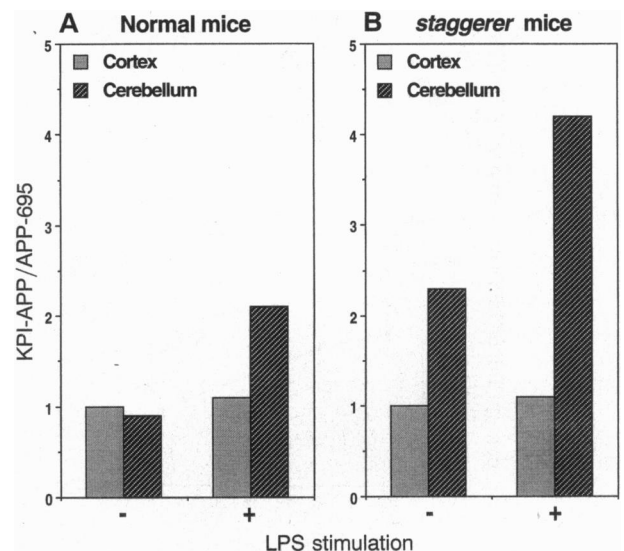 A Normal mice
B staggerer mice
Cortex
Cerebellum
Cortex
Cerebellum
KPI-APP/APP-695
5
4
3
2
1
0
5
4
3
2
1
0
- +
- +
LPS stimulation